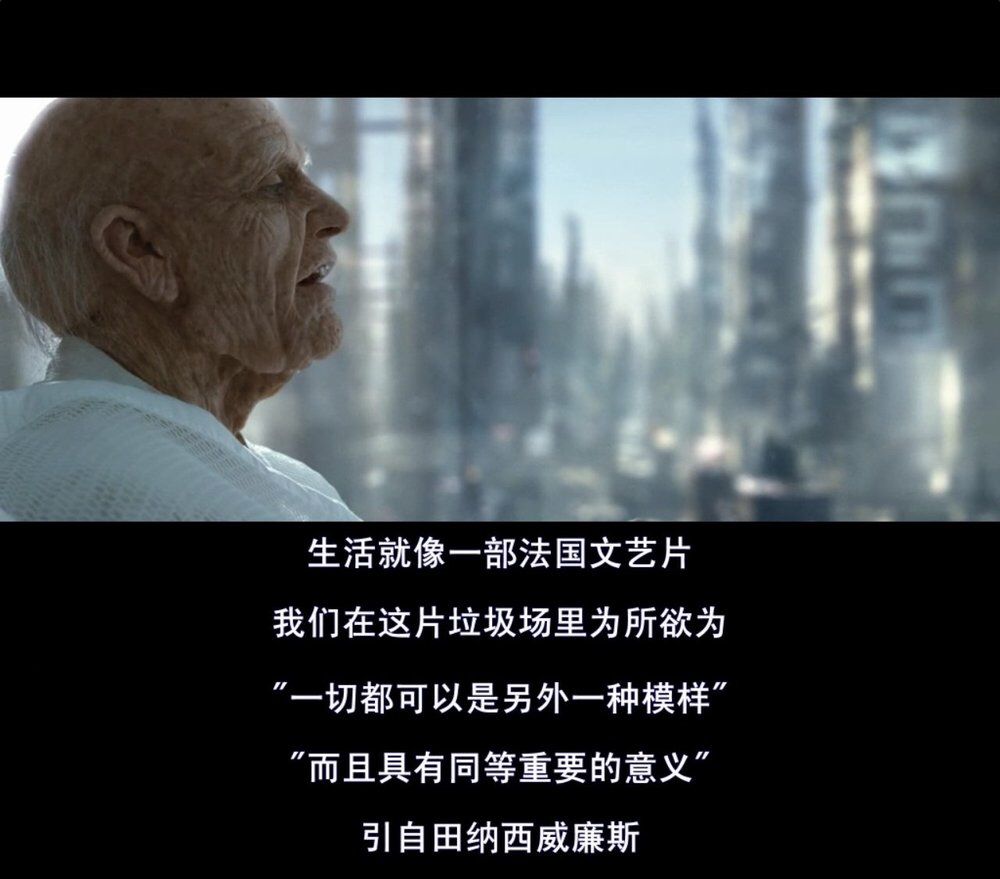 生活就像一部法国文艺片
我们在这片垃圾场里为所欲为
"一切都可以是另外一种模样"
"而且具有同等重要的意义"
引自田纳西威廉斯